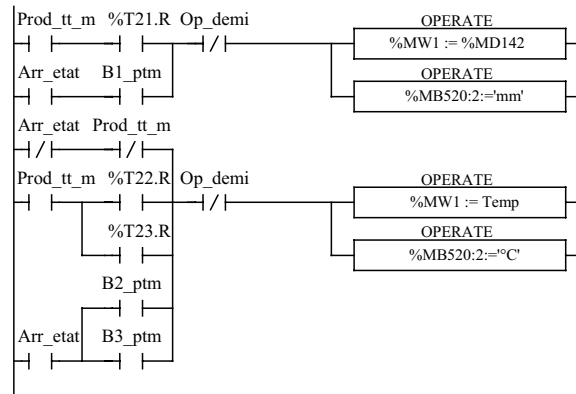 Prod_tt_m %T21.R Op_demi OPERATE
%MW1 := %MD142
Arr_etat B1_ptm OPERATE
%MB520:2:='mm'
Arr_etat Prod_tt_m
Prod_tt_m %T22.R Op_demi OPERATE
%MW1 := Temp
%T23.R OPERATE
%MB520:2:='°C'
B2_ptm
Arr_etat B3_ptm